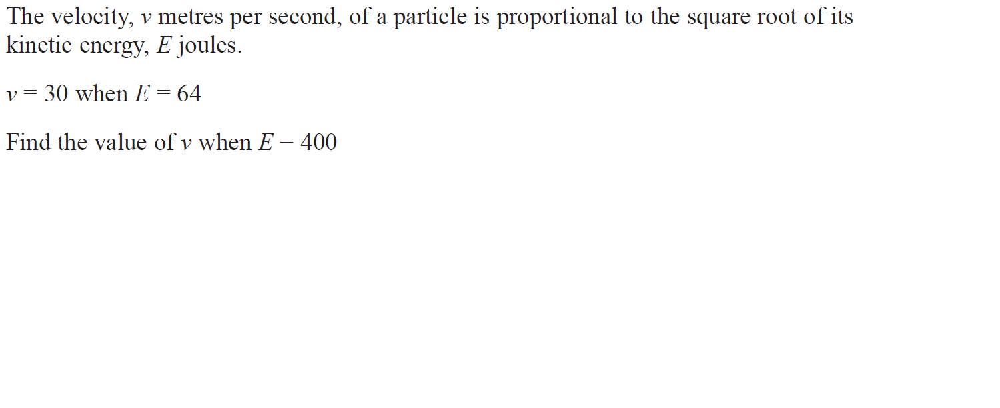 The velocity, v metres per second, of a particle is proportional to the square root of its
kinetic energy, E joules.
v = 30 when E = 64
Find the value of v when E = 400